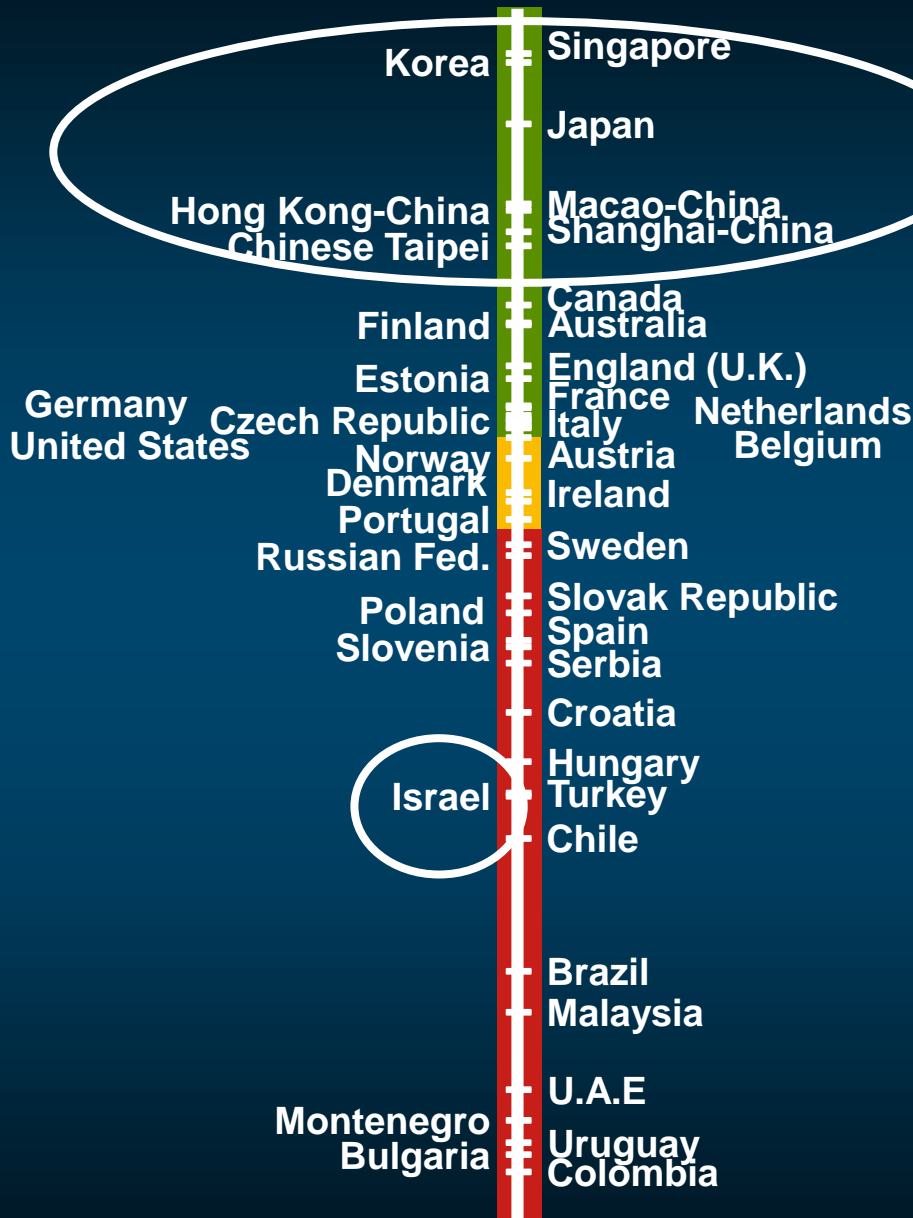 Singapore
Korea
Japan
Macao-China
Hong Kong-China
Shanghai-China
Chinese Taipei
Canada
Australia
Finland
England (U.K.)
Estonia
France
Germany
Netherlands
Czech Republic
Italy
United States
Belgium
Austria
Norway
Denmark
Ireland
Portugal
Sweden
Russian Fed.
Slovak Republic
Poland
Spain
Slovenia
Serbia
Croatia
Hungary
Turkey
Israel
Chile
Brazil
Malaysia
U.A.E
Montenegro
Uruguay
Bulgaria
Colombia